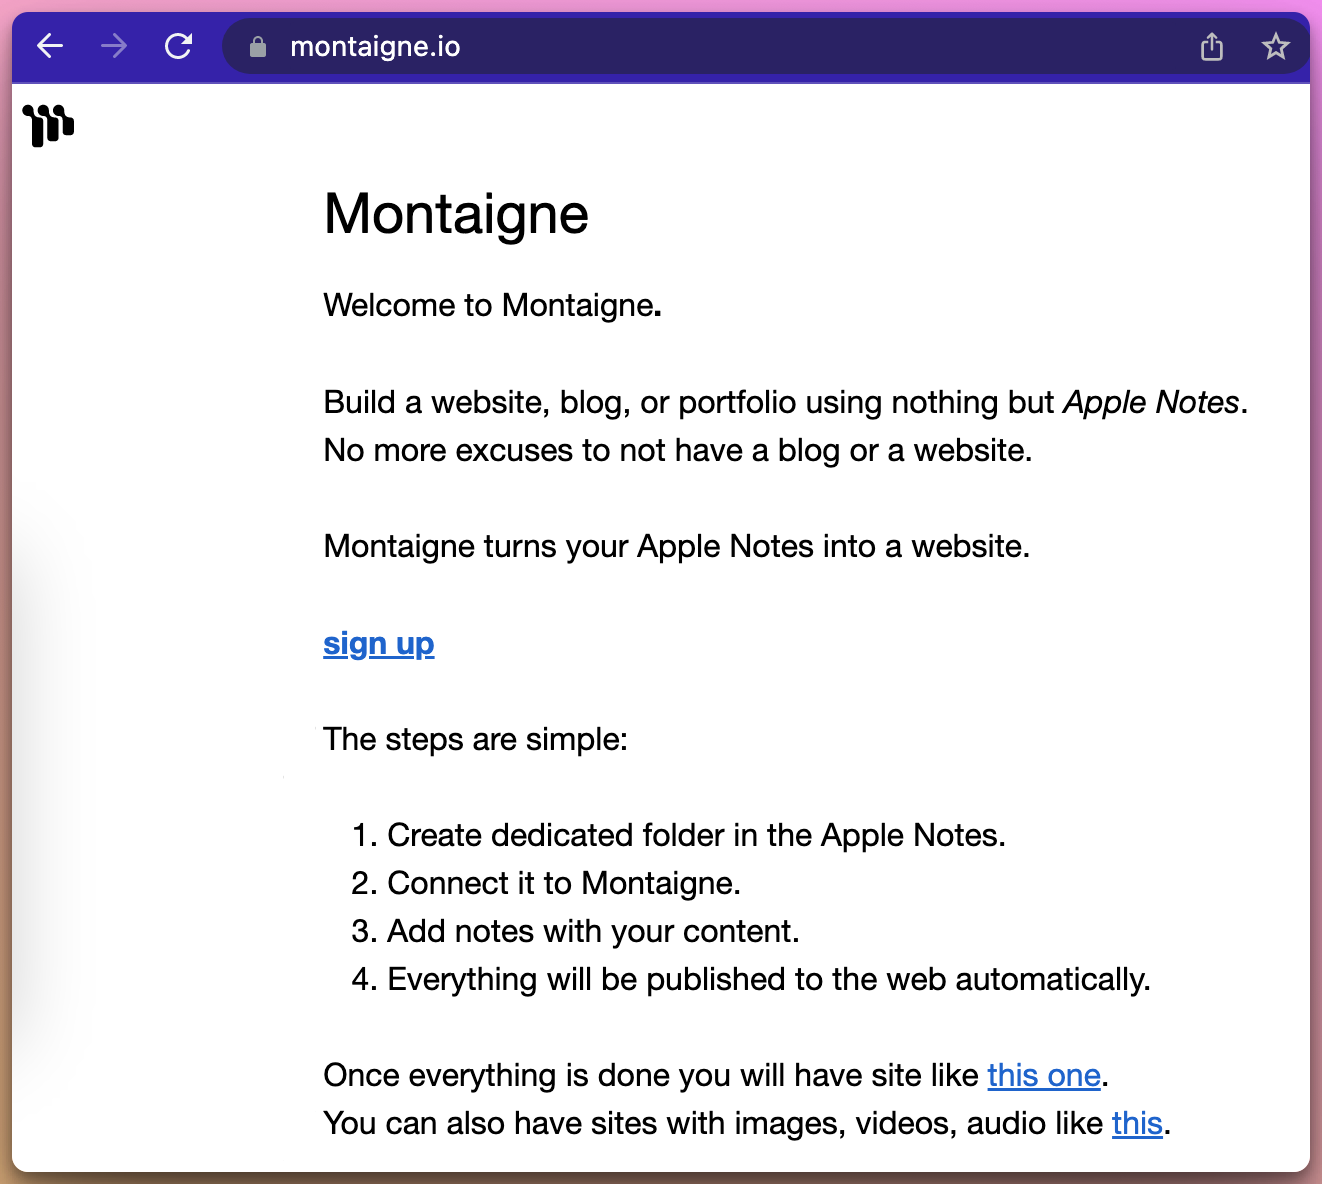 montaigne.io
Montaigne
Welcome to Montaigne.
Build a website, blog, or portfolio using nothing but Apple Notes.
No more excuses to not have a blog or a website.
Montaigne turns your Apple Notes into a website.
sign up
The steps are simple:
1. Create dedicated folder in the Apple Notes.
2. Connect it to Montaigne.
3. Add notes with your content.
4. Everything will be published to the web automatically.
Once everything is done you will have site like this one.
You can also have sites with images, videos, audio like this.